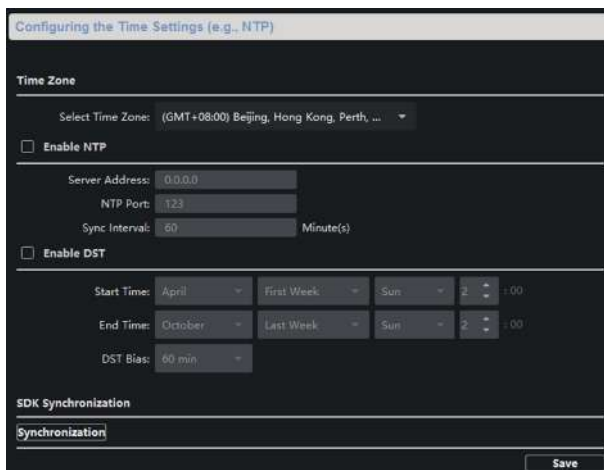 Configuring the Time Settings (e.g., NTP)
Time Zone
Select Time Zone: (GMT+08:00) Beijing, Hong Kong, Perth, ...
Enable NTP
Server Address: 0.0.0.0
NTP Port: 123
Sync Interval: 60 Minute(s)
Enable DST
Start Time: April First Week Sun 2 : 00
End Time: October Last Week Sun 2 : 00
DST Bias: 60 min
SDK Synchronization
Synchronization
Save